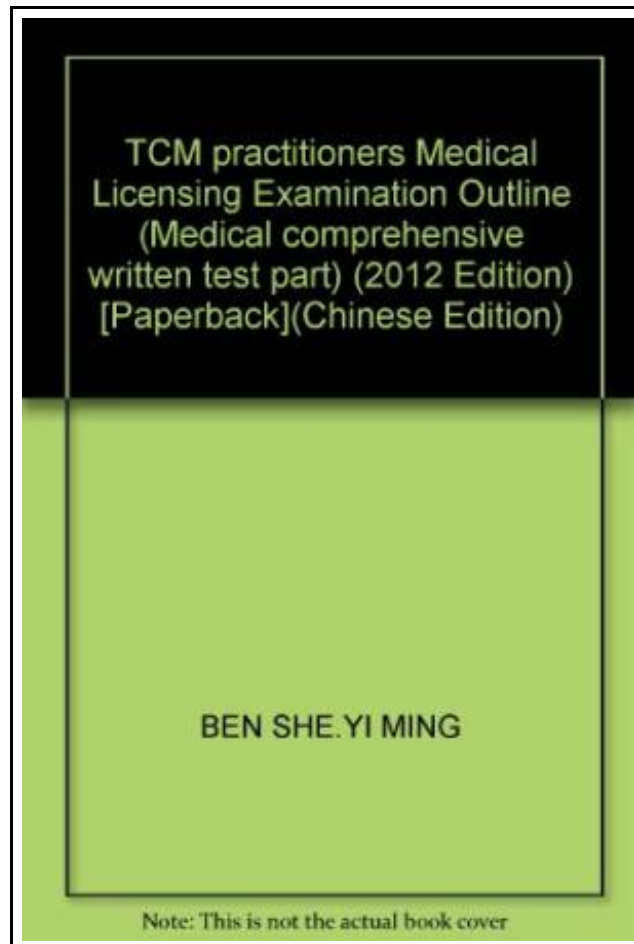 TCM practitioners Medical
Licensing Examination Outline
(Medical comprehensive
written test part) (2012 Edition)
[Paperback](Chinese Edition)
BEN SHE.YI MING
Note: This is not the actual book cover